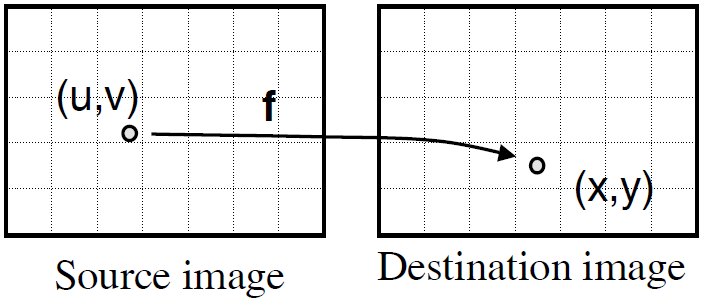 (u,v)
f
(x,y)
Source image
Destination image